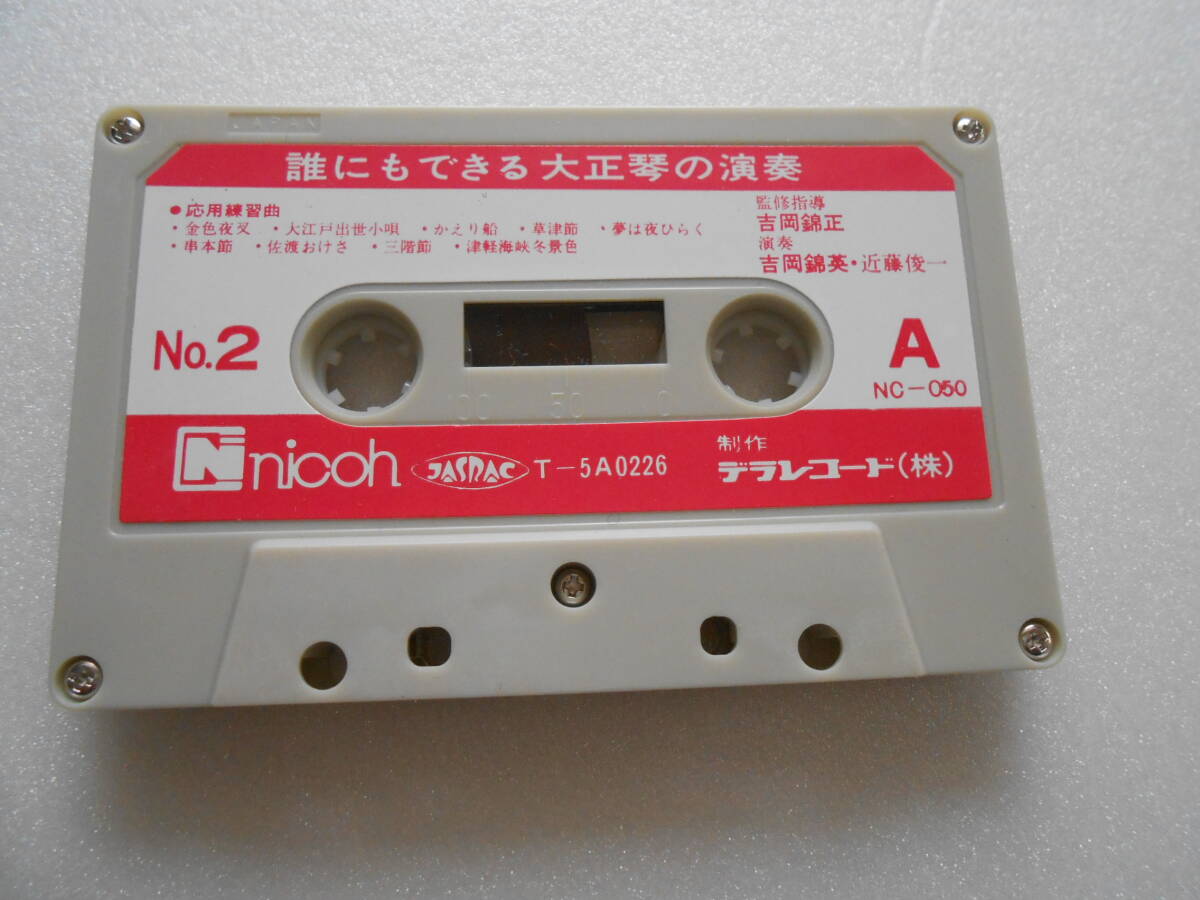 JAPAN
誰にもできる大正琴の演奏
●応用練習曲
・金色夜叉 ・大江戸出世小唄 ・かえり船 ・草津節 ・夢は夜ひらく
・串本節 ・佐渡おけさ ・三階節 ・津軽海峡冬景色
監修指導
吉岡錦正
演奏
吉岡錦英・近藤俊一
No.2
A
NC-050
100 50 0
nicoh JASRAC T-5A0226
制作
デラレコード(株)